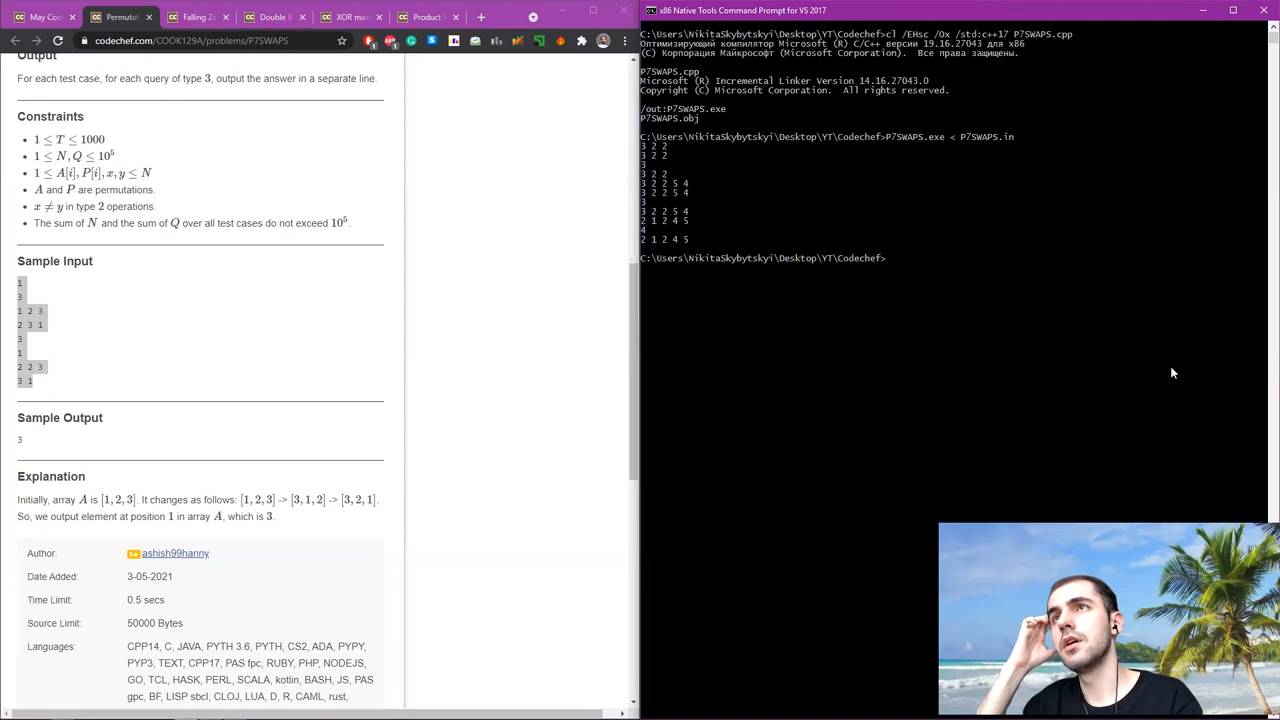 May Cool
Permutat
Falling Ze
Double B
XOR mar
Product
codechef.com/COOK129A/problems/P7SWAPS
Output
For each test case, for each query of type 3, output the answer in a separate line.
Constraints
1 ≤ T ≤ 1000
1 ≤ N, Q ≤ 10^5
1 ≤ A[i], P[i], x, y ≤ N
A and P are permutations.
x ≠ y in type 2 operations.
The sum of N and the sum of Q over all test cases do not exceed 10^5.
Sample Input
1
3
1 2 3
2 3 1
3
1
2 2 3
3 1
Sample Output
3
Explanation
Initially, array A is [1, 2, 3]. It changes as follows: [1, 2, 3] -> [3, 1, 2] -> [3, 2, 1].
So, we output element at position 1 in array A, which is 3.
Author: ashish99hanny
Date Added: 3-05-2021
Time Limit: 0.5 secs
Source Limit: 50000 Bytes
Languages: CPP14, C, JAVA, PYTH 3.6, PYTH, CS2, ADA, PYPY,
PYP3, TEXT, CPP17, PAS fpc, RUBY, PHP, NODEJS,
GO, TCL, HASK, PERL, SCALA, kotlin, BASH, JS, PAS
gpc, BF, LISP sbcl, CLOJ, LUA, D, R, CAML, rust,
x86 Native Tools Command Prompt for VS 2017
C:\Users\NikitaSkybytskyi\Desktop\YT\Codechef>cl /EHsc /Ox /std:c++17 P7SWAPS.cpp
Оптимизирующий компилятор Microsoft (R) C/C++ версии 19.16.27043 для x86
(C) Корпорация Майкрософт (Microsoft Corporation). Все права защищены.
P7SWAPS.cpp
Microsoft (R) Incremental Linker Version 14.16.27043.0
Copyright (C) Microsoft Corporation. All rights reserved.
/out:P7SWAPS.exe
P7SWAPS.obj
C:\Users\NikitaSkybytskyi\Desktop\YT\Codechef>P7SWAPS.exe < P7SWAPS.in
3 2 2
3 2 2
3
3 2 2
3 2 2 5 4
3 2 2 5 4
3
3 2 2 5 4
2 1 2 4 5
4
2 1 2 4 5
C:\Users\NikitaSkybytskyi\Desktop\YT\Codechef>